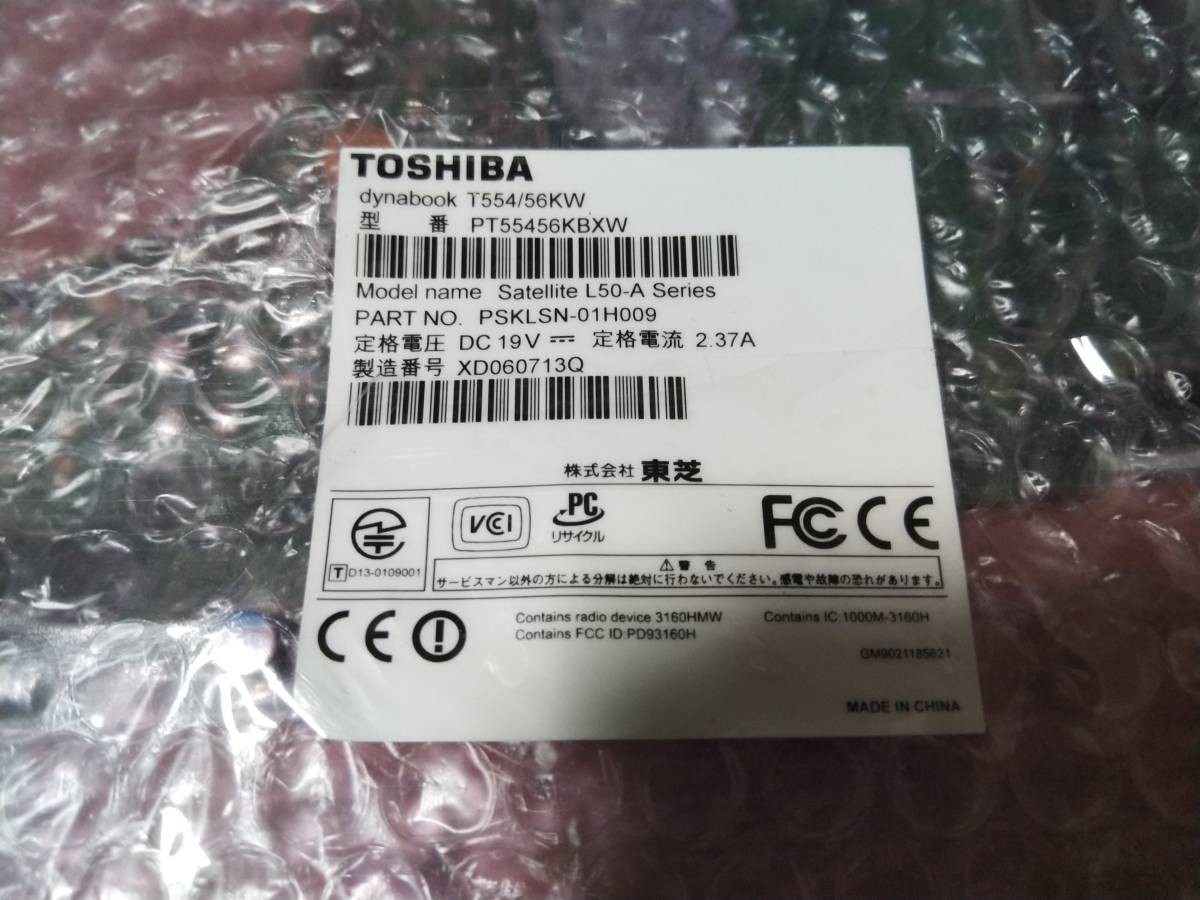 TOSHIBA
dynabook T554/56KW
型 番 PT55456KBXW
Model name Satellite L50-A Series
PART NO. PSKLSN-01H009
定格電圧 DC 19V 定格電流 2.37A
製造番号 XD060713Q
株式会社 東芝
VCCI
PC
リサイクル
FC CE
T D13-0109001
⚠警 告
サービスマン以外の方による分解は絶対に行わないでください。感電や故障の恐れがあります。
CE
Contains radio device 3160HMW Contains IC:1000M-3160H
Contains FCC ID:PD93160H
GM9021185621
MADE IN CHINA